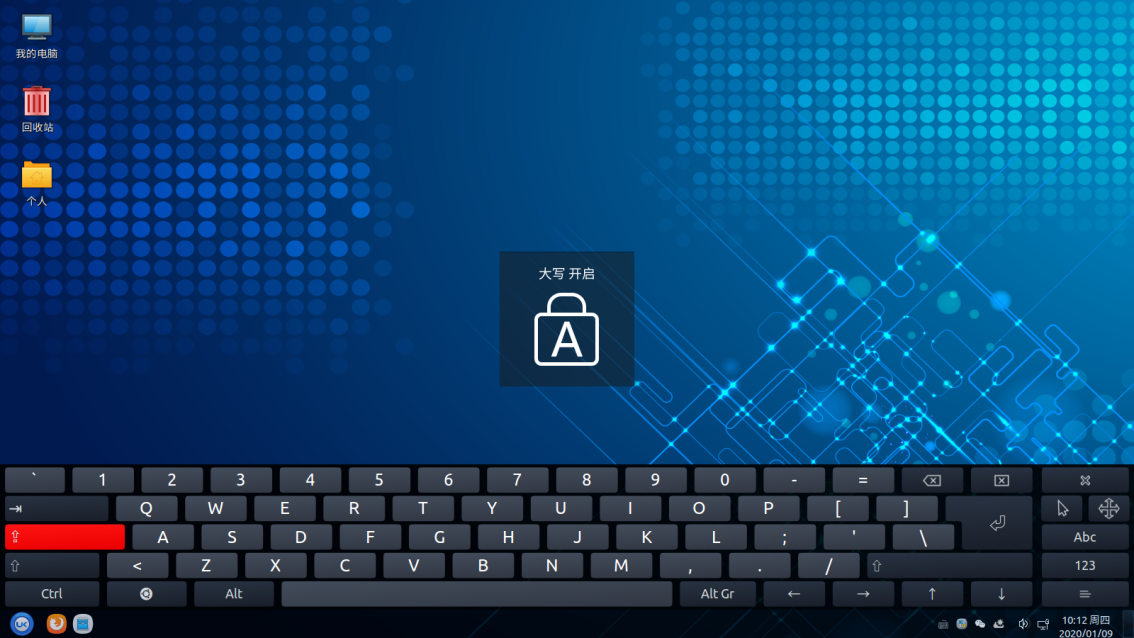 我的电脑
回收站
个人
大写 开启
A
` 1 2 3 4 5 6 7 8 9 0 - =
Q W E R T Y U I O P [ ]
A S D F G H J K L ; ' \ Abc
< Z X C V B N M , . / 123
Ctrl Alt Alt Gr ← → ↑ ↓
UK
10:12 周四
2020/01/09